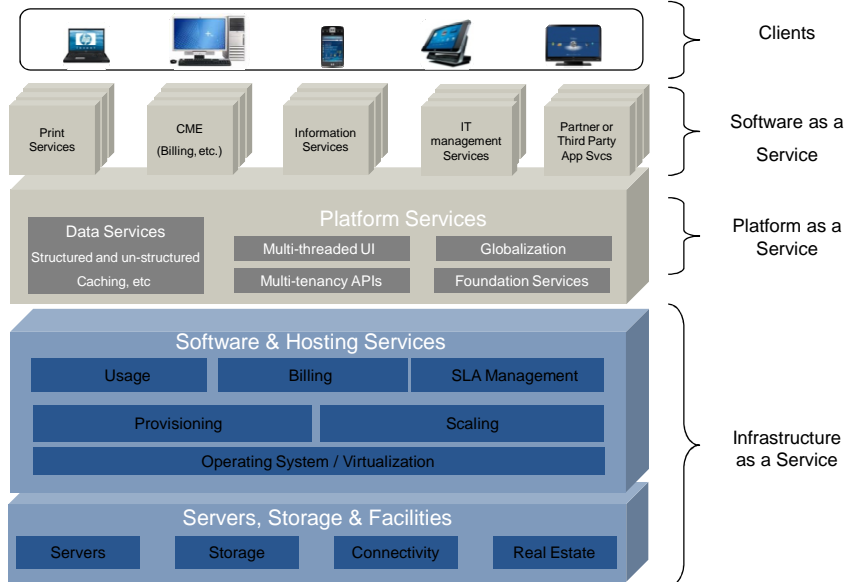 Clients
Print
Services
CME
(Billing, etc.)
Information
Services
IT
management
Services
Partner or
Third Party
App Svcs
Software as a
Service
Platform Services
Data Services
Structured and un-structured
Caching, etc
Multi-threaded UI
Globalization
Multi-tenancy APIs
Foundation Services
Platform as a
Service
Software & Hosting Services
Usage
Billing
SLA Management
Provisioning
Scaling
Operating System / Virtualization
Infrastructure
as a Service
Servers, Storage & Facilities
Servers
Storage
Connectivity
Real Estate